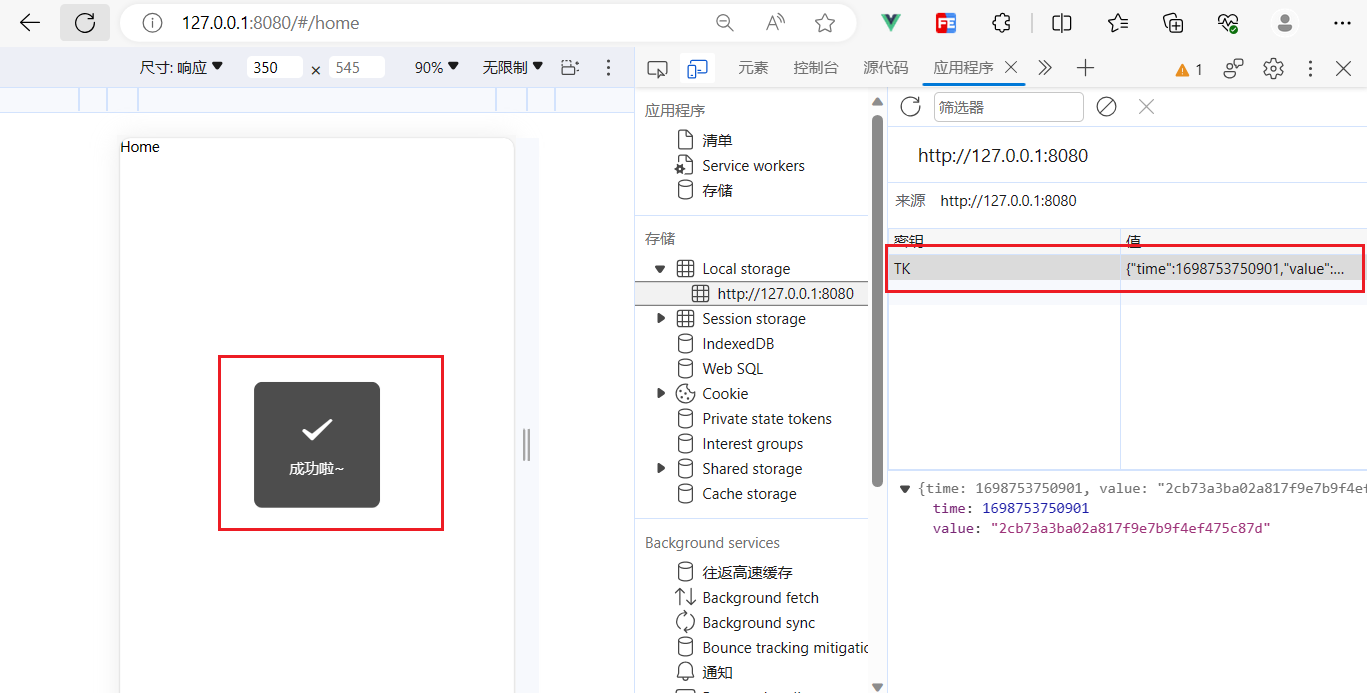 127.0.0.1:8080/#/home
尺寸: 响应 350 × 545 90% 无限制
元素 控制台 源代码 应用程序 1
Home
成功啦~
应用程序
清单
Service workers
存储
存储
Local storage
http://127.0.0.1:8080
Session storage
IndexedDB
Web SQL
Cookie
Private state tokens
Interest groups
Shared storage
Cache storage
Background services
往返高速缓存
Background fetch
Background sync
Bounce tracking mitigatic
通知
筛选器
http://127.0.0.1:8080
来源 http://127.0.0.1:8080
密钥 值
TK {"time":1698753750901,"value":...
{time: 1698753750901, value: "2cb73a3ba02a817f9e7b9f4ef
time: 1698753750901
value: "2cb73a3ba02a817f9e7b9f4ef475c87d"